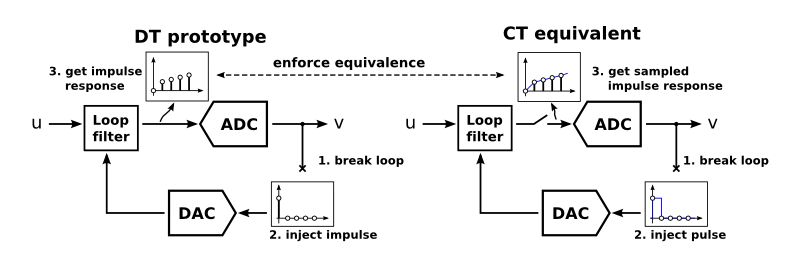 DT prototype
CT equivalent
enforce equivalence
3. get impulse
response
3. get sampled
impulse response
u
Loop
filter
ADC
v
u
Loop
filter
ADC
v
1. break loop
1. break loop
DAC
DAC
2. inject impulse
2. inject pulse